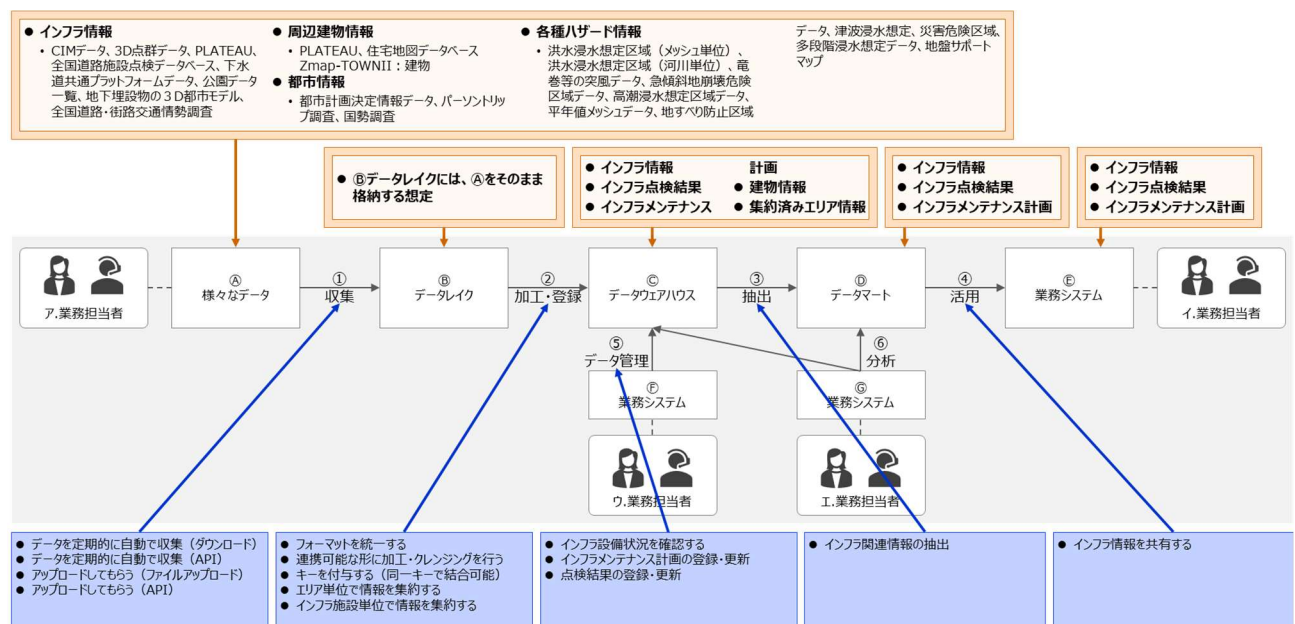 ● インフラ情報
・ CIMデータ、3D点群データ、PLATEAU、
全国道路施設点検データベース、下水
道共通プラットフォームデータ、公園データ
一覧、地下埋設物の３D都市モデル、
全国道路・街路交通情勢調査
● 周辺建物情報
・ PLATEAU、住宅地図データベース
Zmap-TOWNII：建物
● 都市情報
・ 都市計画決定情報データ、パーソントリッ
プ調査、国勢調査
● 各種ハザード情報
・ 洪水浸水想定区域（メッシュ単位）、
洪水浸水想定区域（河川単位）、竜
巻等の突風データ、急傾斜地崩壊危険
区域データ、高潮浸水想定区域データ、
平年値メッシュデータ、地すべり防止区域
データ、津波浸水想定、災害危険区域、
多段階浸水想定データ、地盤サポート
マップ
● Ⓑデータレイクには、Ⓐをそのまま
格納する想定
● インフラ情報
● インフラ点検結果
● インフラメンテナンス
計画
● 建物情報
● 集約済みエリア情報
● インフラ情報
● インフラ点検結果
● インフラメンテナンス計画
● インフラ情報
● インフラ点検結果
● インフラメンテナンス計画
ア.業務担当者
Ⓐ
様々なデータ
①
収集
Ⓑ
データレイク
②
加工・登録
Ⓒ
データウェアハウス
③
抽出
Ⓓ
データマート
④
活用
Ⓔ
業務システム
イ.業務担当者
⑤
データ管理
⑥
分析
Ⓕ
業務システム
Ⓖ
業務システム
ウ.業務担当者
エ.業務担当者
● データを定期的に自動で収集（ダウンロード）
● データを定期的に自動で収集（API）
● アップロードしてもらう（ファイルアップロード）
● アップロードしてもらう（API）
● フォーマットを統一する
● 連携可能な形に加工・クレンジングを行う
● キーを付与する（同一キーで結合可能）
● エリア単位で情報を集約する
● インフラ施設単位で情報を集約する
● インフラ設備状況を確認する
● インフラメンテナンス計画の登録・更新
● 点検結果の登録・更新
● インフラ関連情報の抽出
● インフラ情報を共有する